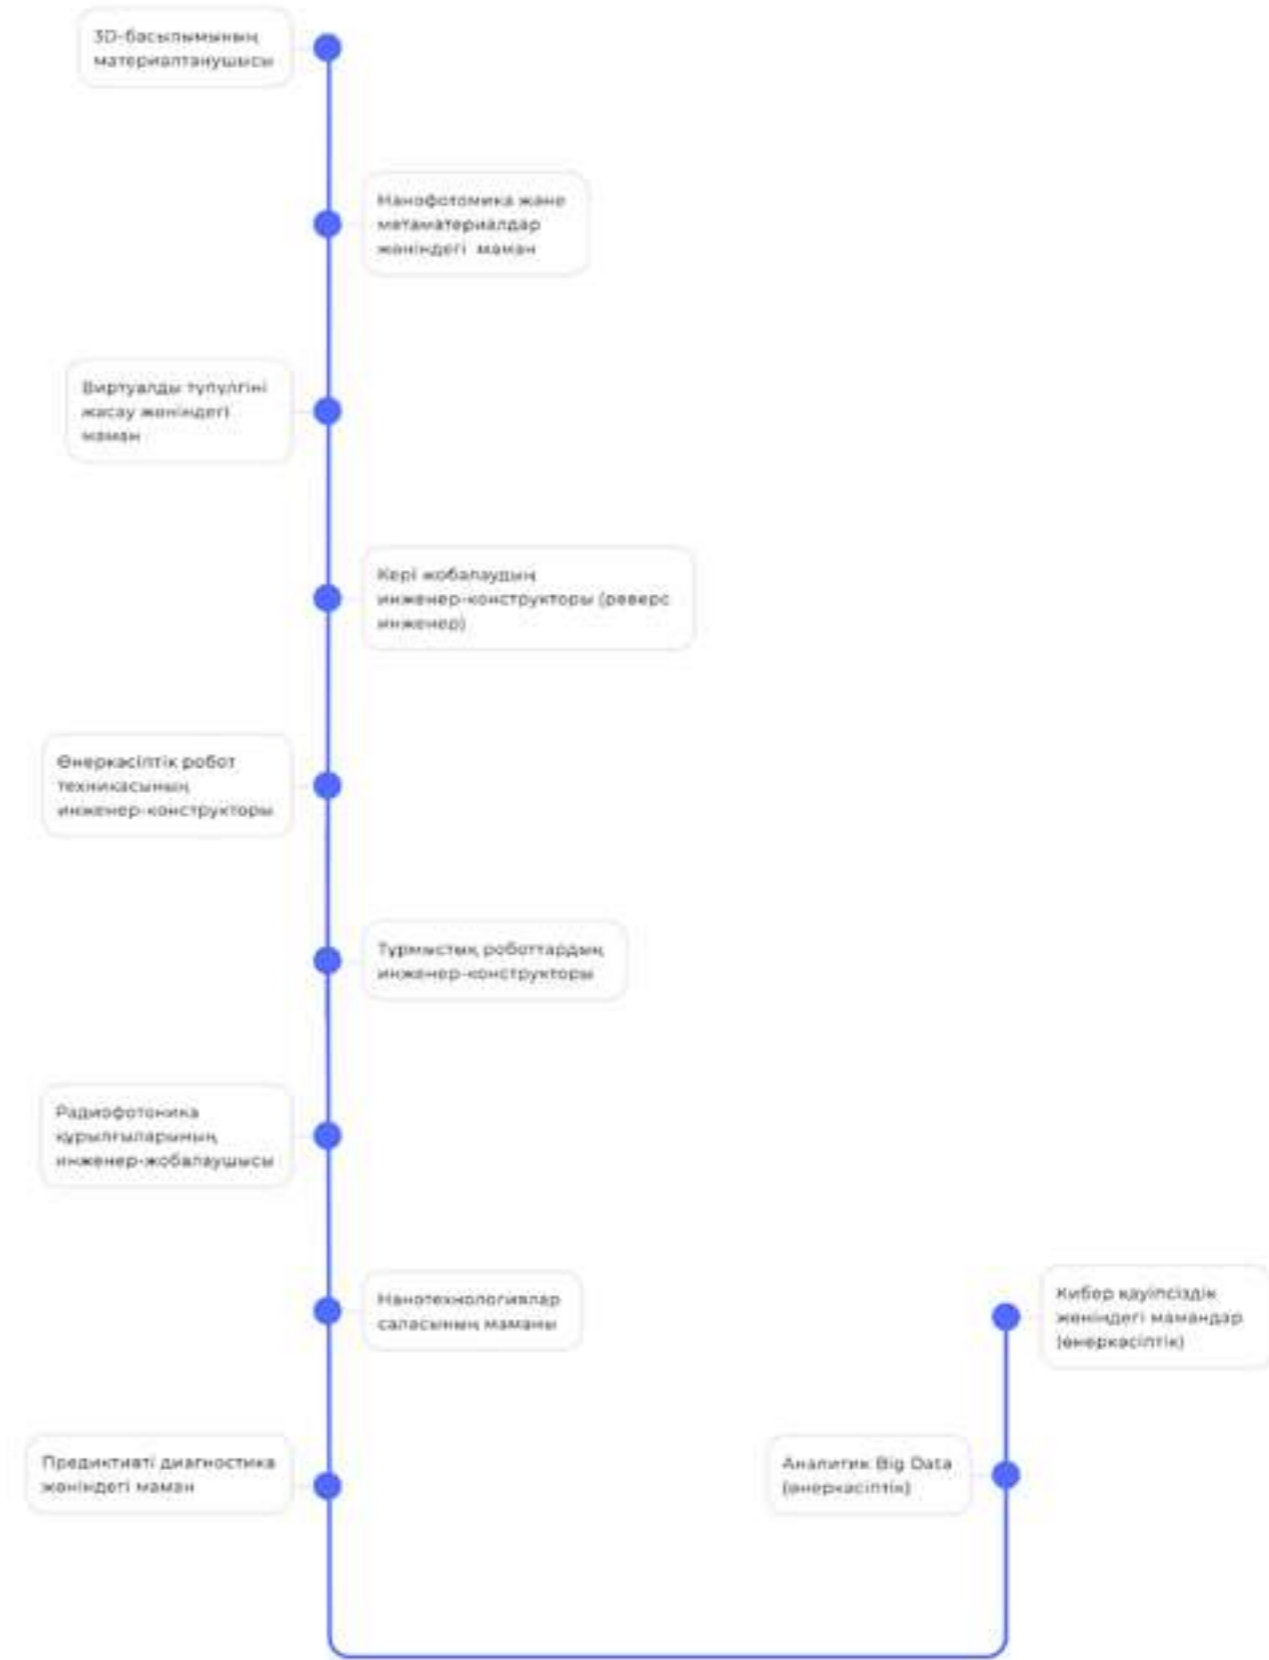 3D-басылымының
материалтанушысы
Нанофотоника және
метаматериалдар
жөніндегі маман
Виртуалды түпүлгіні
жасау жөніндегі
маман
Кері жобалаудың
инженер-конструкторы (реверс
инженер)
Өнеркәсіптік робот
техникасының
инженер-конструкторы
Тұрмыстық роботтардың
инженер-конструкторы
Радиофотоника
құрылғыларының
инженер-жобалаушысы
Нанотехнологиялар
саласының маманы
Предиктивті диагностика
жөніндегі маман
Кибер қауіпсіздік
жөніндегі мамандар
(өнеркәсіптік)
Аналитик Big Data
(өнеркәсіптік)